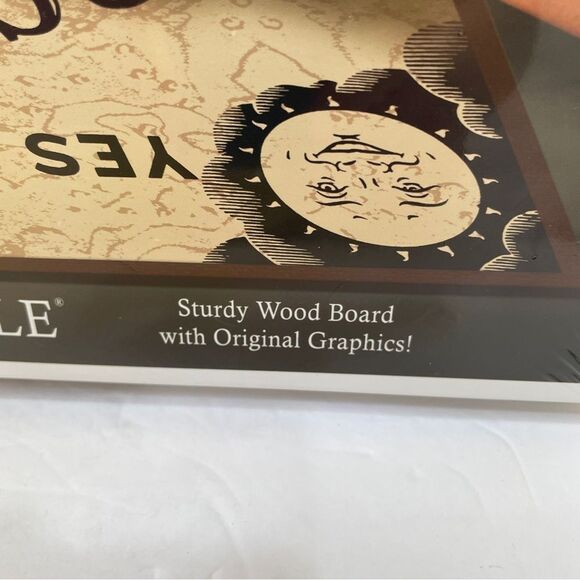 YES
LE®
Sturdy Wood Board
with Original Graphics!